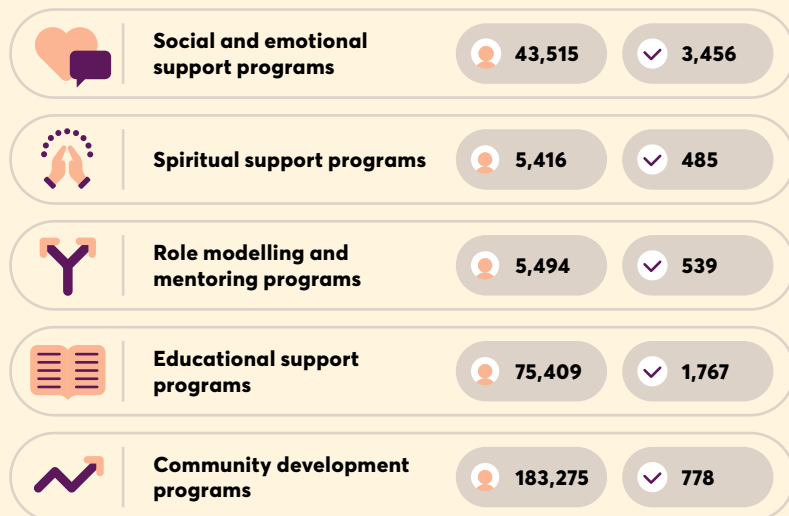 Social and emotional
support programs
43,515
3,456
Spiritual support programs
5,416
485
Role modelling and
mentoring programs
5,494
539
Educational support
programs
75,409
1,767
Community development
programs
183,275
778